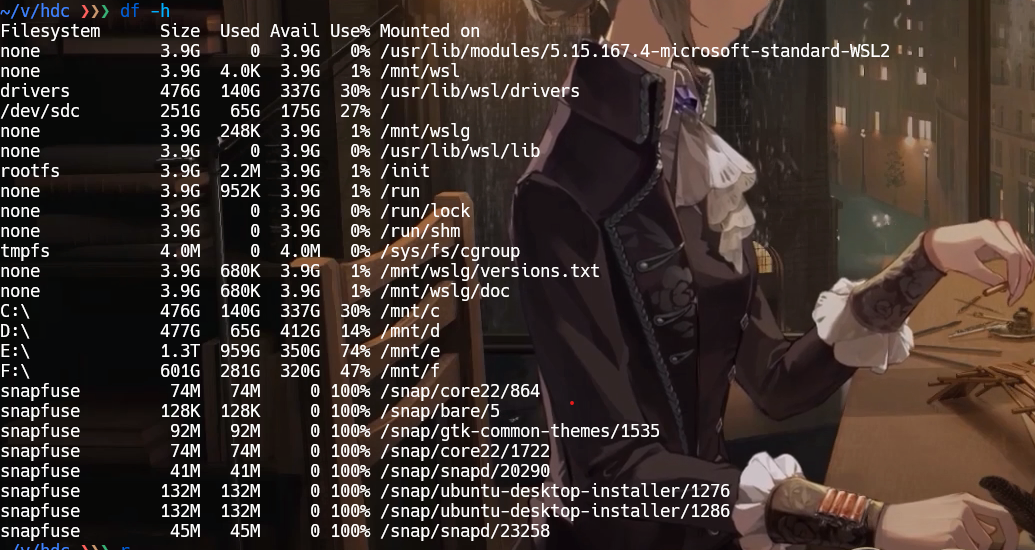 ~/v/hdc ❯❯❯ df -h
Filesystem      Size  Used Avail Use% Mounted on
none            3.9G     0  3.9G   0% /usr/lib/modules/5.15.167.4-microsoft-standard-WSL2
none            3.9G  4.0K  3.9G   1% /mnt/wsl
drivers         476G  140G  337G  30% /usr/lib/wsl/drivers
/dev/sdc        251G   65G  175G  27% /
none            3.9G  248K  3.9G   1% /mnt/wslg
none            3.9G     0  3.9G   0% /usr/lib/wsl/lib
rootfs          3.9G  2.2M  3.9G   1% /init
none            3.9G  952K  3.9G   1% /run
none            3.9G     0  3.9G   0% /run/lock
none            3.9G     0  3.9G   0% /run/shm
tmpfs           4.0M     0  4.0M   0% /sys/fs/cgroup
none            3.9G  680K  3.9G   1% /mnt/wslg/versions.txt
none            3.9G  680K  3.9G   1% /mnt/wslg/doc
C:\             476G  140G  337G  30% /mnt/c
D:\             477G   65G  412G  14% /mnt/d
E:\             1.3T  959G  350G  74% /mnt/e
F:\             601G  281G  320G  47% /mnt/f
snapfuse         74M   74M     0 100% /snap/core22/864
snapfuse        128K  128K     0 100% /snap/bare/5
snapfuse         92M   92M     0 100% /snap/gtk-common-themes/1535
snapfuse         74M   74M     0 100% /snap/core22/1722
snapfuse         41M   41M     0 100% /snap/snapd/20290
snapfuse        132M  132M     0 100% /snap/ubuntu-desktop-installer/1276
snapfuse        132M  132M     0 100% /snap/ubuntu-desktop-installer/1286
snapfuse         45M   45M     0 100% /snap/snapd/23258
~/v/hdc ❯❯❯